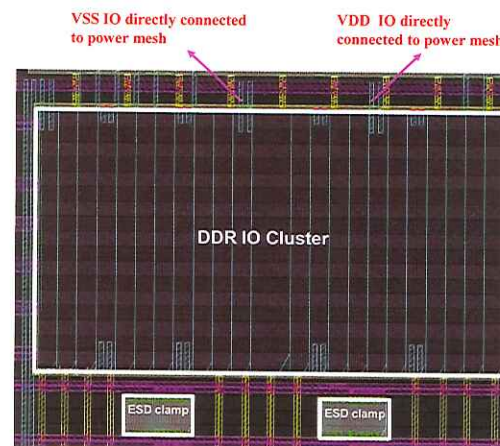 VSS IO directly connected
to power mesh
VDD IO directly
connected to power mesh
DDR IO Cluster
ESD clamp
ESD clamp